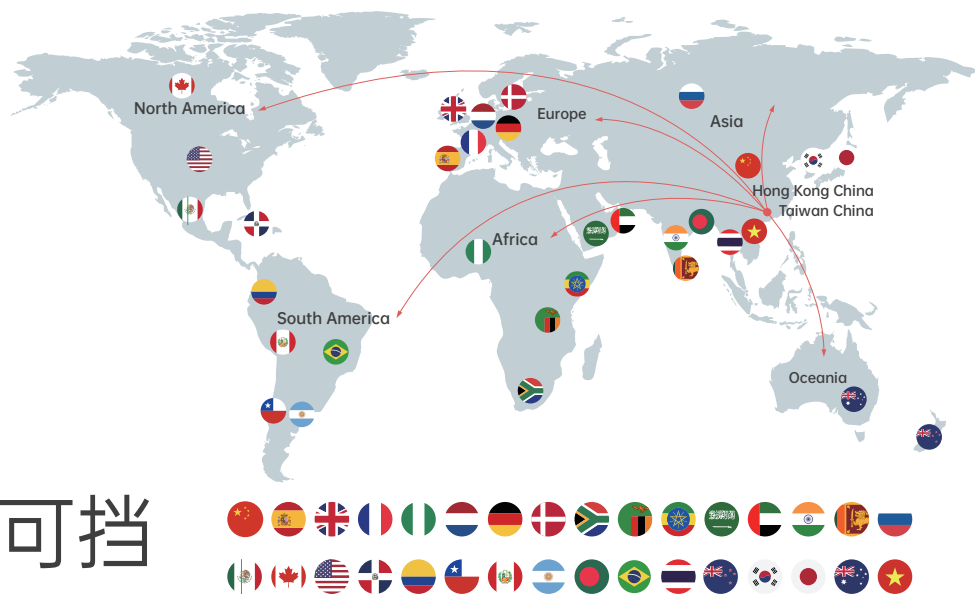 North America
Europe
Asia
Hong Kong China
Taiwan China
Africa
South America
Oceania
可挡